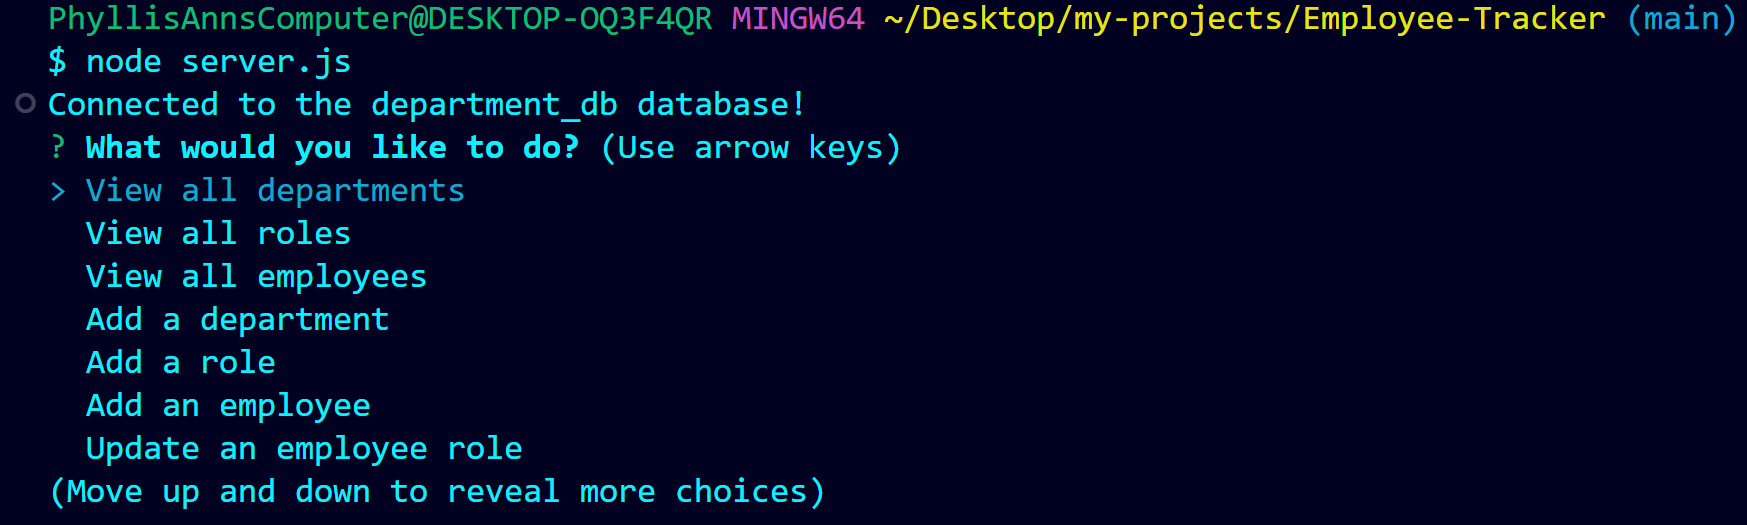 PhyllisAnnsComputer@DESKTOP-OQ3F4QR MINGW64 ~/Desktop/my-projects/Employee-Tracker (main)
$ node server.js
Connected to the department_db database!
? What would you like to do? (Use arrow keys)
> View all departments
View all roles
View all employees
Add a department
Add a role
Add an employee
Update an employee role
(Move up and down to reveal more choices)